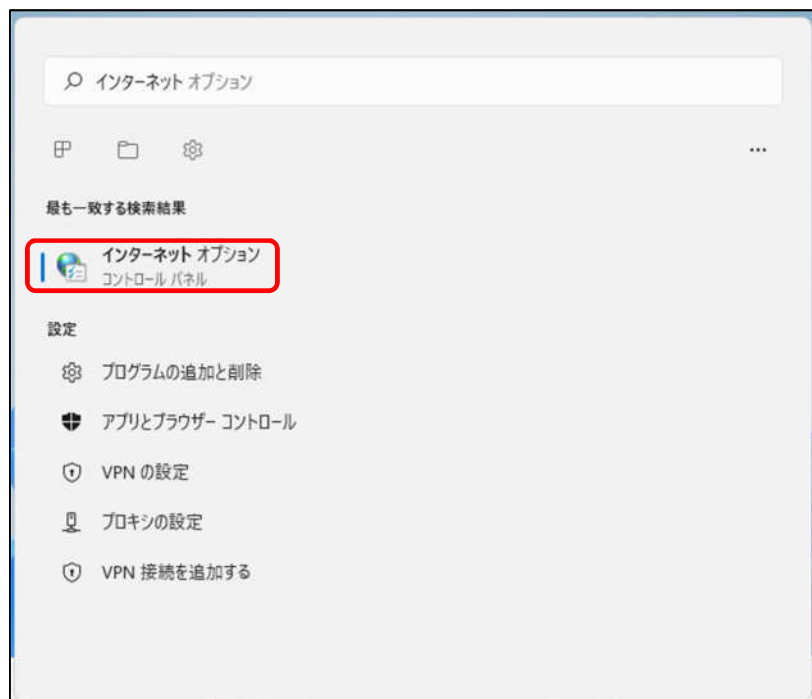 インターネット オプション
最も一致する検索結果
インターネット オプション
コントロール パネル
設定
プログラムの追加と削除
アプリとブラウザー コントロール
VPN の設定
プロキシの設定
VPN 接続を追加する